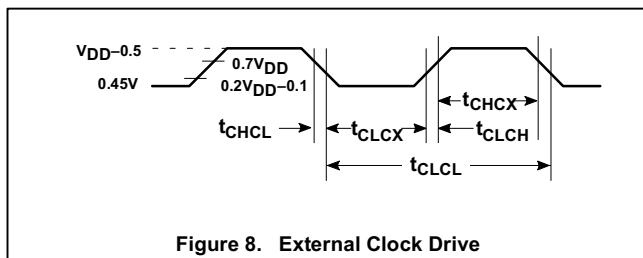 VDD–0.5
0.7VDD
0.45V
0.2VDD–0.1
tCHCX
tCHCL
tCLCX
tCLCH
tCLCL
Figure 8. External Clock Drive